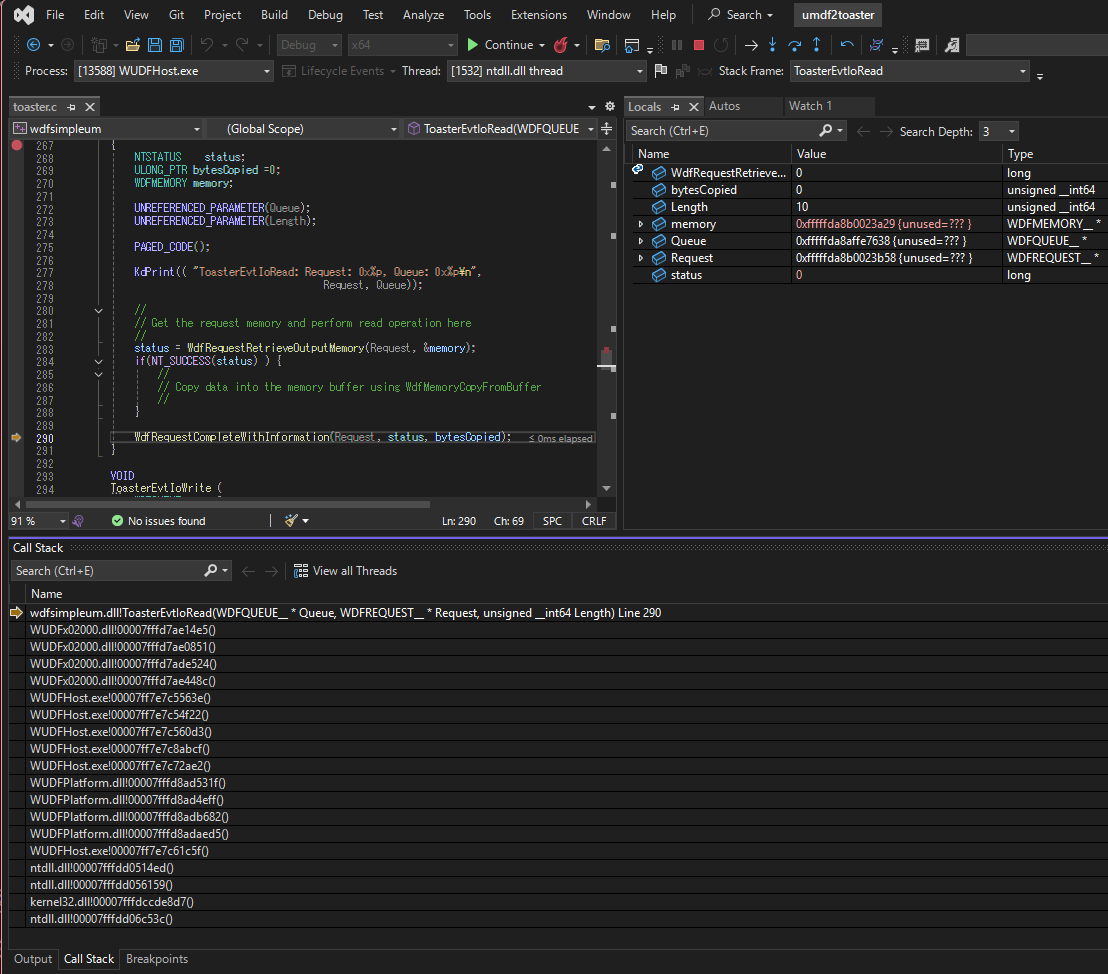 File Edit View Git Project Build Debug Test Analyze Tools Extensions Window Help Search umdf2toaster
Debug x64 Continue
Process: [13588] WUDFHost.exe Lifecycle Events Thread: [1532] ntdll.dll thread Stack Frame: ToasterEvtIoRead
toaster.c
wdfsimpleum (Global Scope) ToasterEvtIoRead(WDFQUEUE
267 {
268 NTSTATUS status;
269 ULONG_PTR bytesCopied =0;
270 WDFMEMORY memory;
271
272 UNREFERENCED_PARAMETER(Queue);
273 UNREFERENCED_PARAMETER(Length);
274
275 PAGED_CODE();
276
277 KdPrint(( "ToasterEvtIoRead: Request: 0x%p, Queue: 0x%p¥n",
278 Request, Queue));
279
280 //
281 // Get the request memory and perform read operation here
282 //
283 status = WdfRequestRetrieveOutputMemory(Request, &memory);
284 if(NT_SUCCESS(status) ) {
285 //
286 // Copy data into the memory buffer using WdfMemoryCopyFromBuffer
287 //
288 }
289
290 WdfRequestCompleteWithInformation(Request, status, bytesCopied); ≤ 0ms elapsed
291 }
292
293 VOID
294 ToasterEvtIoWrite (
91 % No issues found Ln: 290 Ch: 69 SPC CRLF
Locals Autos Watch 1
Search (Ctrl+E) Search Depth: 3
Name Value Type
WdfRequestRetrieve... 0 long
bytesCopied 0 unsigned __int64
Length 10 unsigned __int64
memory 0xfffffda8b0023a29 {unused=??? } WDFMEMORY__ *
Queue 0xfffffda8affe7638 {unused=??? } WDFQUEUE__ *
Request 0xfffffda8b0023b58 {unused=??? } WDFREQUEST__ *
status 0 long
Call Stack
Search (Ctrl+E) View all Threads
Name
wdfsimpleum.dll!ToasterEvtIoRead(WDFQUEUE__ * Queue, WDFREQUEST__ * Request, unsigned __int64 Length) Line 290
WUDFx02000.dll!00007fffd7ae14e5()
WUDFx02000.dll!00007fffd7ae0851()
WUDFx02000.dll!00007fffd7ade524()
WUDFx02000.dll!00007fffd7ae448c()
WUDFHost.exe!00007ff7e7c5563e()
WUDFHost.exe!00007ff7e7c54f22()
WUDFHost.exe!00007ff7e7c560d3()
WUDFHost.exe!00007ff7e7c8abcf()
WUDFHost.exe!00007ff7e7c72ae2()
WUDFPlatform.dll!00007fffd8ad531f()
WUDFPlatform.dll!00007fffd8ad4eff()
WUDFPlatform.dll!00007fffd8adb682()
WUDFPlatform.dll!00007fffd8adaed5()
WUDFHost.exe!00007ff7e7c61c5f()
ntdll.dll!00007fffdd0514ed()
ntdll.dll!00007fffdd056159()
kernel32.dll!00007fffdccde8d7()
ntdll.dll!00007fffdd06c53c()
Output Call Stack Breakpoints